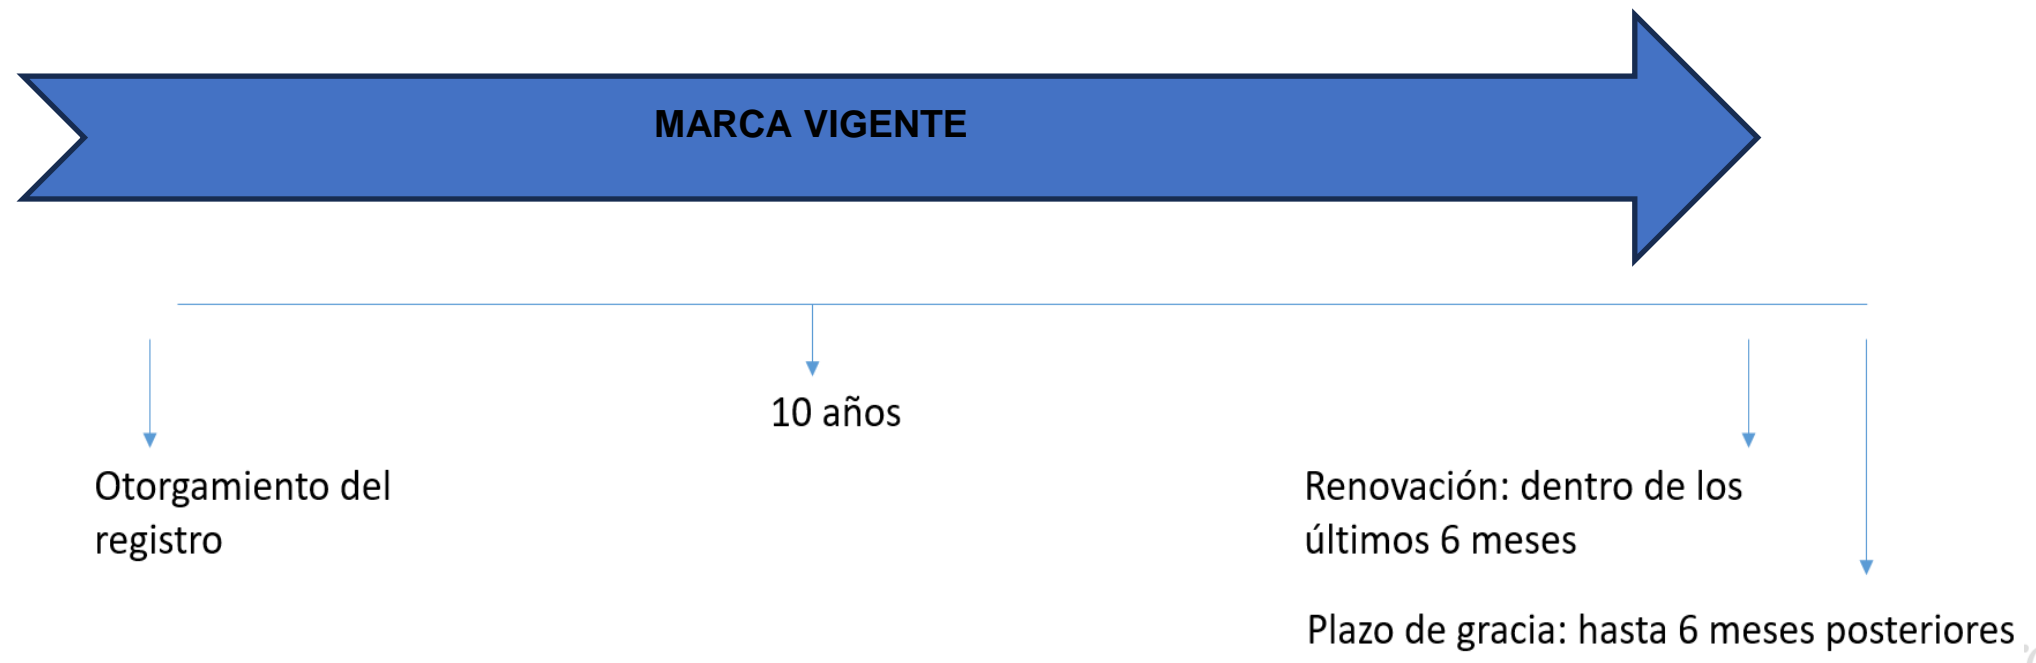 MARCA VIGENTE
10 años
Otorgamiento del
registro
Renovación: dentro de los
últimos 6 meses
Plazo de gracia: hasta 6 meses posteriores